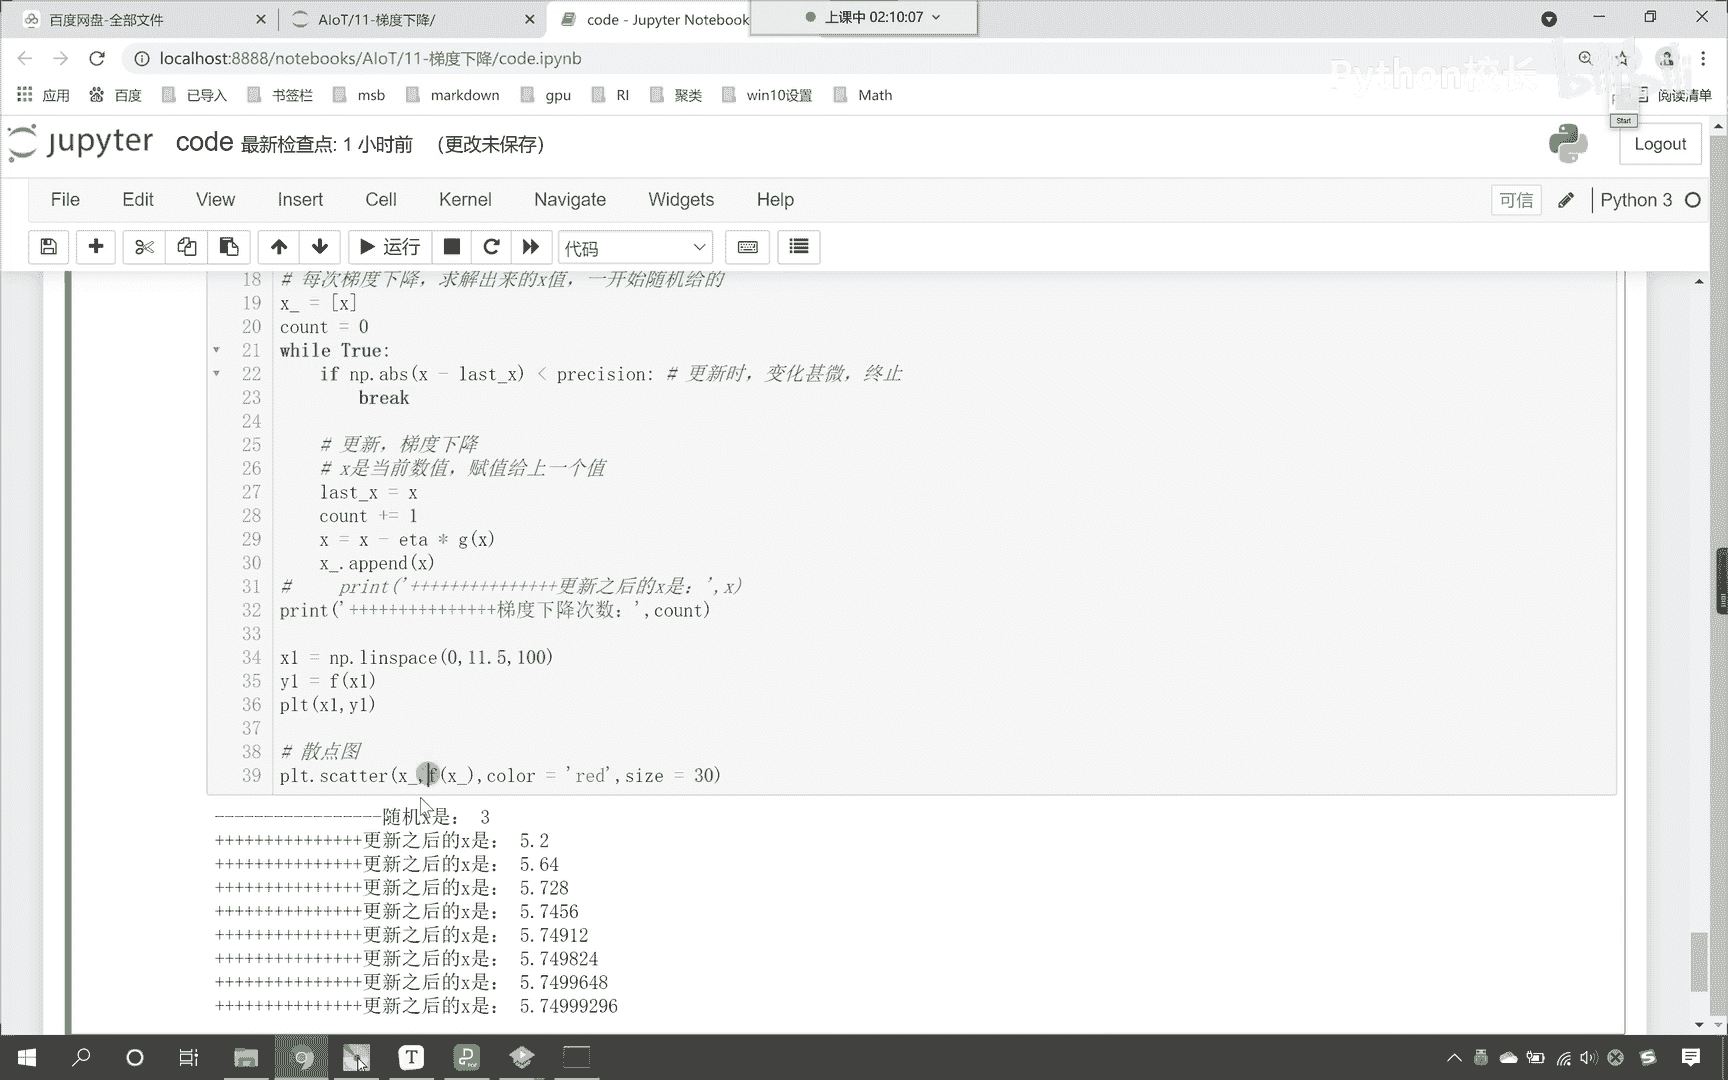 百度网盘-全部文件
AIoT/11-梯度下降/
code - Jupyter Notebook
上课中 02:10:07
localhost:8888/notebooks/AIoT/11-梯度下降/code.ipynb
Python校长
应用
百度
已导入
书签栏
msb
markdown
gpu
RI
聚类
win10设置
Math
阅读清单
Start
jupyter
code 最新检查点: 1 小时前 (更改未保存)
Logout
File
Edit
View
Insert
Cell
Kernel
Navigate
Widgets
Help
可信
Python 3
运行
代码
18 # 每次梯度下降，求解出来的x值，一开始随机给的
19 x_ = [x]
20 count = 0
21 while True:
22 if np.abs(x - last_x) < precision: # 更新时，变化甚微，终止
23 break
24
25 # 更新，梯度下降
26 # x是当前数值，赋值给上一个值
27 last_x = x
28 count += 1
29 x = x - eta * g(x)
30 x_.append(x)
31 # print('+++++++++++++++更新之后的x是：',x)
32 print('+++++++++++++++梯度下降次数：',count)
33
34 x1 = np.linspace(0,11.5,100)
35 y1 = f(x1)
36 plt(x1,y1)
37
38 # 散点图
39 plt.scatter(x_,f(x_),color = 'red',size = 30)
-----------------随机x是： 3
+++++++++++++++更新之后的x是： 5.2
+++++++++++++++更新之后的x是： 5.64
+++++++++++++++更新之后的x是： 5.728
+++++++++++++++更新之后的x是： 5.7456
+++++++++++++++更新之后的x是： 5.74912
+++++++++++++++更新之后的x是： 5.749824
+++++++++++++++更新之后的x是： 5.7499648
+++++++++++++++更新之后的x是： 5.74999296